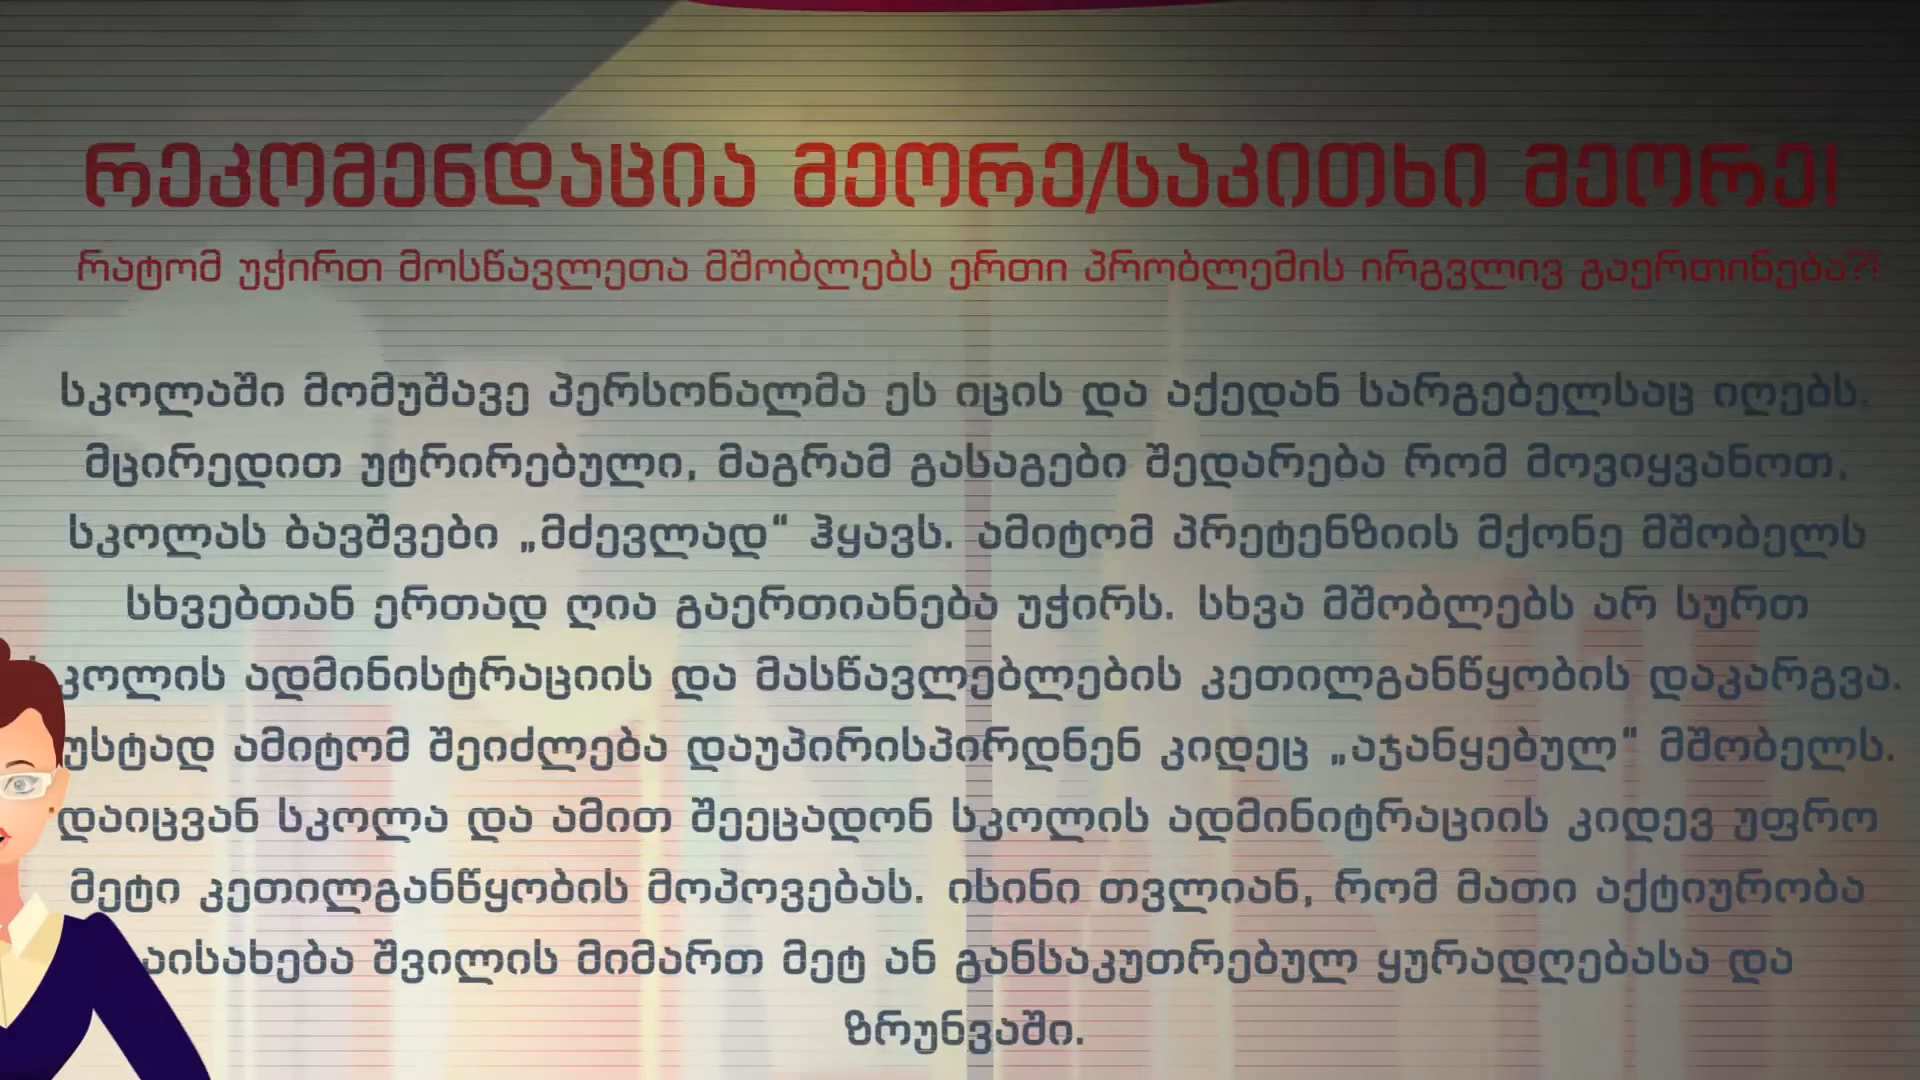 რეკომენდაცია მეორე/საკითხი მეორე!
რატომ უჭირთ მოსწავლეთა მშობლებს ერთი პრობლემის ირგვლივ გაერთინება?!
სკოლაში მომუშავე პერსონალმა ეს იცის და აქედან სარგებელსაც იღებს.
მცირედით უტრირებული, მაგრამ გასაგები შედარება რომ მოვიყვანოთ,
სკოლას ბავშვები „მძევლად“ ჰყავს. ამიტომ პრეტენზიის მქონე მშობელს
სხვებთან ერთად ღია გაერთიანება უჭირს. სხვა მშობლებს არ სურთ
კოლის ადმინისტრაციის და მასწავლებლების კეთილგანწყობის დაკარგვა.
უსტად ამიტომ შეიძლება დაუპირისპირდნენ კიდეც „აჯანყებულ“ მშობელს.
დაიცვან სკოლა და ამით შეეცადონ სკოლის ადმინიტრაციის კიდევ უფრო
მეტი კეთილგანწყობის მოპოვებას. ისინი თვლიან, რომ მათი აქტიურობა
აისახება შვილის მიმართ მეტ ან განსაკუთრებულ ყურადღებასა და
ზრუნვაში.